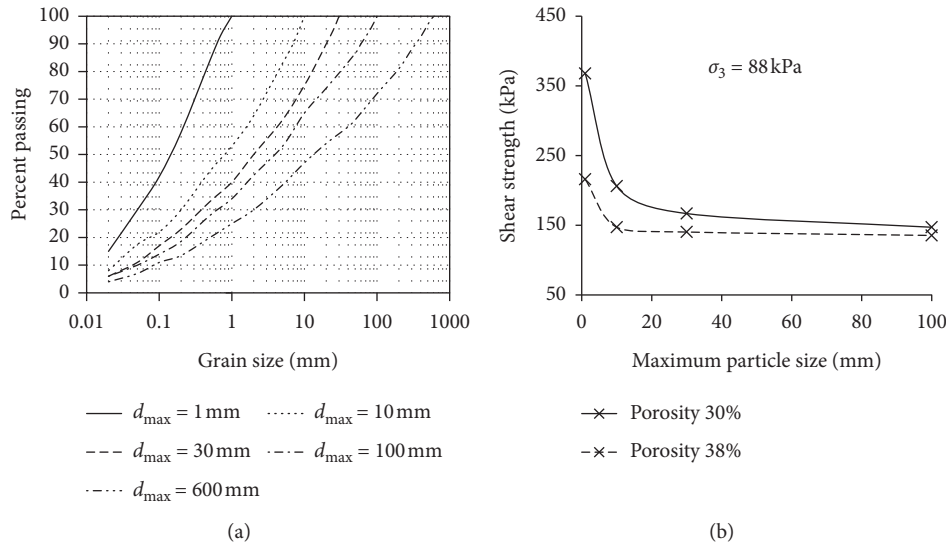 100
90
80
70
60
50
40
30
20
10
0
Percent passing
0.01 0.1 1 10 100 1000
Grain size (mm)
d_max = 1 mm d_max = 10 mm
d_max = 30 mm d_max = 100 mm
d_max = 600 mm
(a)
450
350
250
150
50
Shear strength (kPa)
σ3 = 88 kPa
0 20 40 60 80 100
Maximum particle size (mm)
Porosity 30%
Porosity 38%
(b)